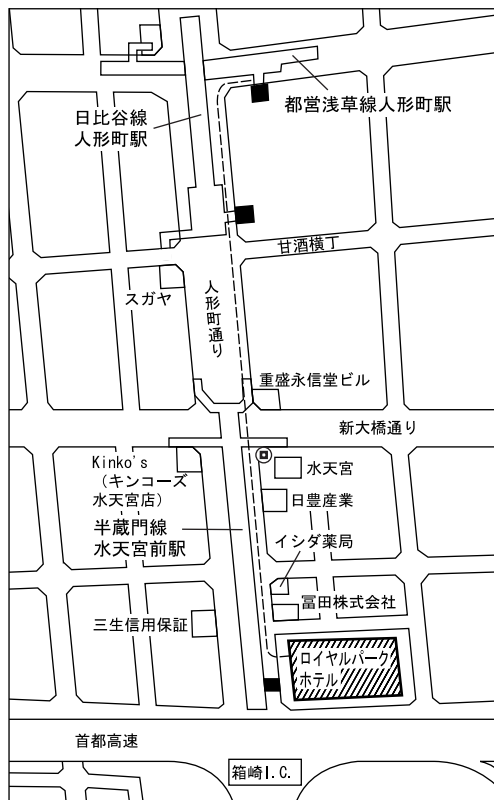 日比谷線
人形町駅
都営浅草線人形町駅
甘酒横丁
スガヤ
人形町通り
重盛永信堂ビル
新大橋通り
Kinko's
（キンコーズ
水天宮店）
水天宮
日豊産業
半蔵門線
水天宮前駅
イシダ薬局
冨田株式会社
三生信用保証
ロイヤルパーク
ホテル
首都高速
箱崎I.C.